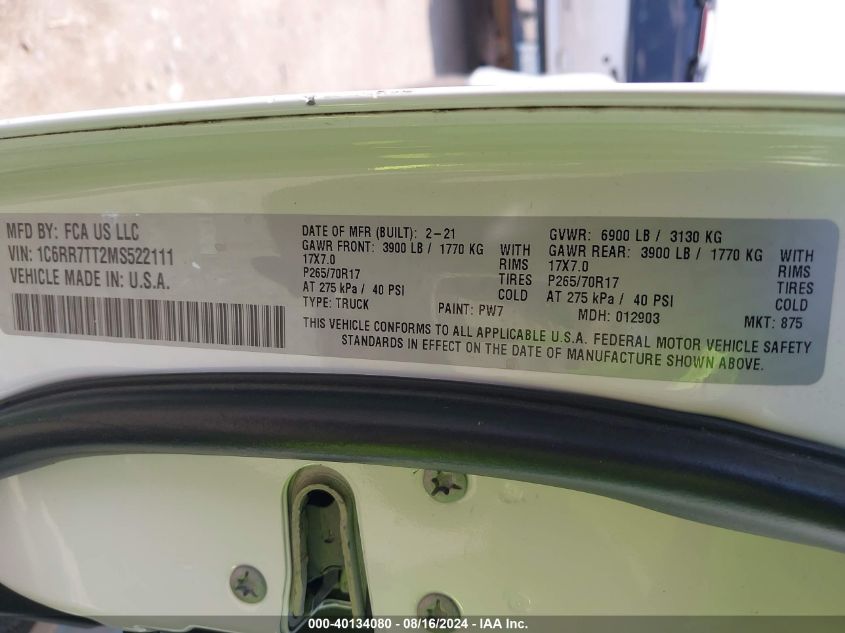 MFD BY: FCA US LLC
VIN: 1C6RR7TT2MS522111
VEHICLE MADE IN: U.S.A.
DATE OF MFR (BUILT): 2-21
GAWR FRONT: 3900 LB / 1770 KG WITH
17X7.0 RIMS
P265/70R17 TIRES
AT 275 kPa / 40 PSI COLD
TYPE: TRUCK PAINT: PW7
GVWR: 6900 LB / 3130 KG
GAWR REAR: 3900 LB / 1770 KG WITH
17X7.0 RIMS
P265/70R17 TIRES
AT 275 kPa / 40 PSI COLD
MDH: 012903 MKT: 875
THIS VEHICLE CONFORMS TO ALL APPLICABLE U.S.A. FEDERAL MOTOR VEHICLE SAFETY
STANDARDS IN EFFECT ON THE DATE OF MANUFACTURE SHOWN ABOVE.
000-40134080 - 08/16/2024 - IAA Inc.